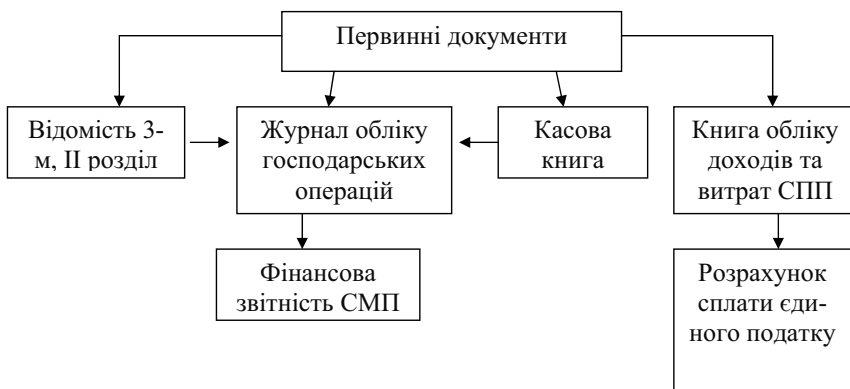 Первинні документи
Відомість 3-
м, ІІ розділ
Журнал обліку
господарських
операцій
Касова
книга
Книга обліку
доходів та
витрат СПП
Фінансова
звітність СМП
Розрахунок
сплати єди-
ного податку